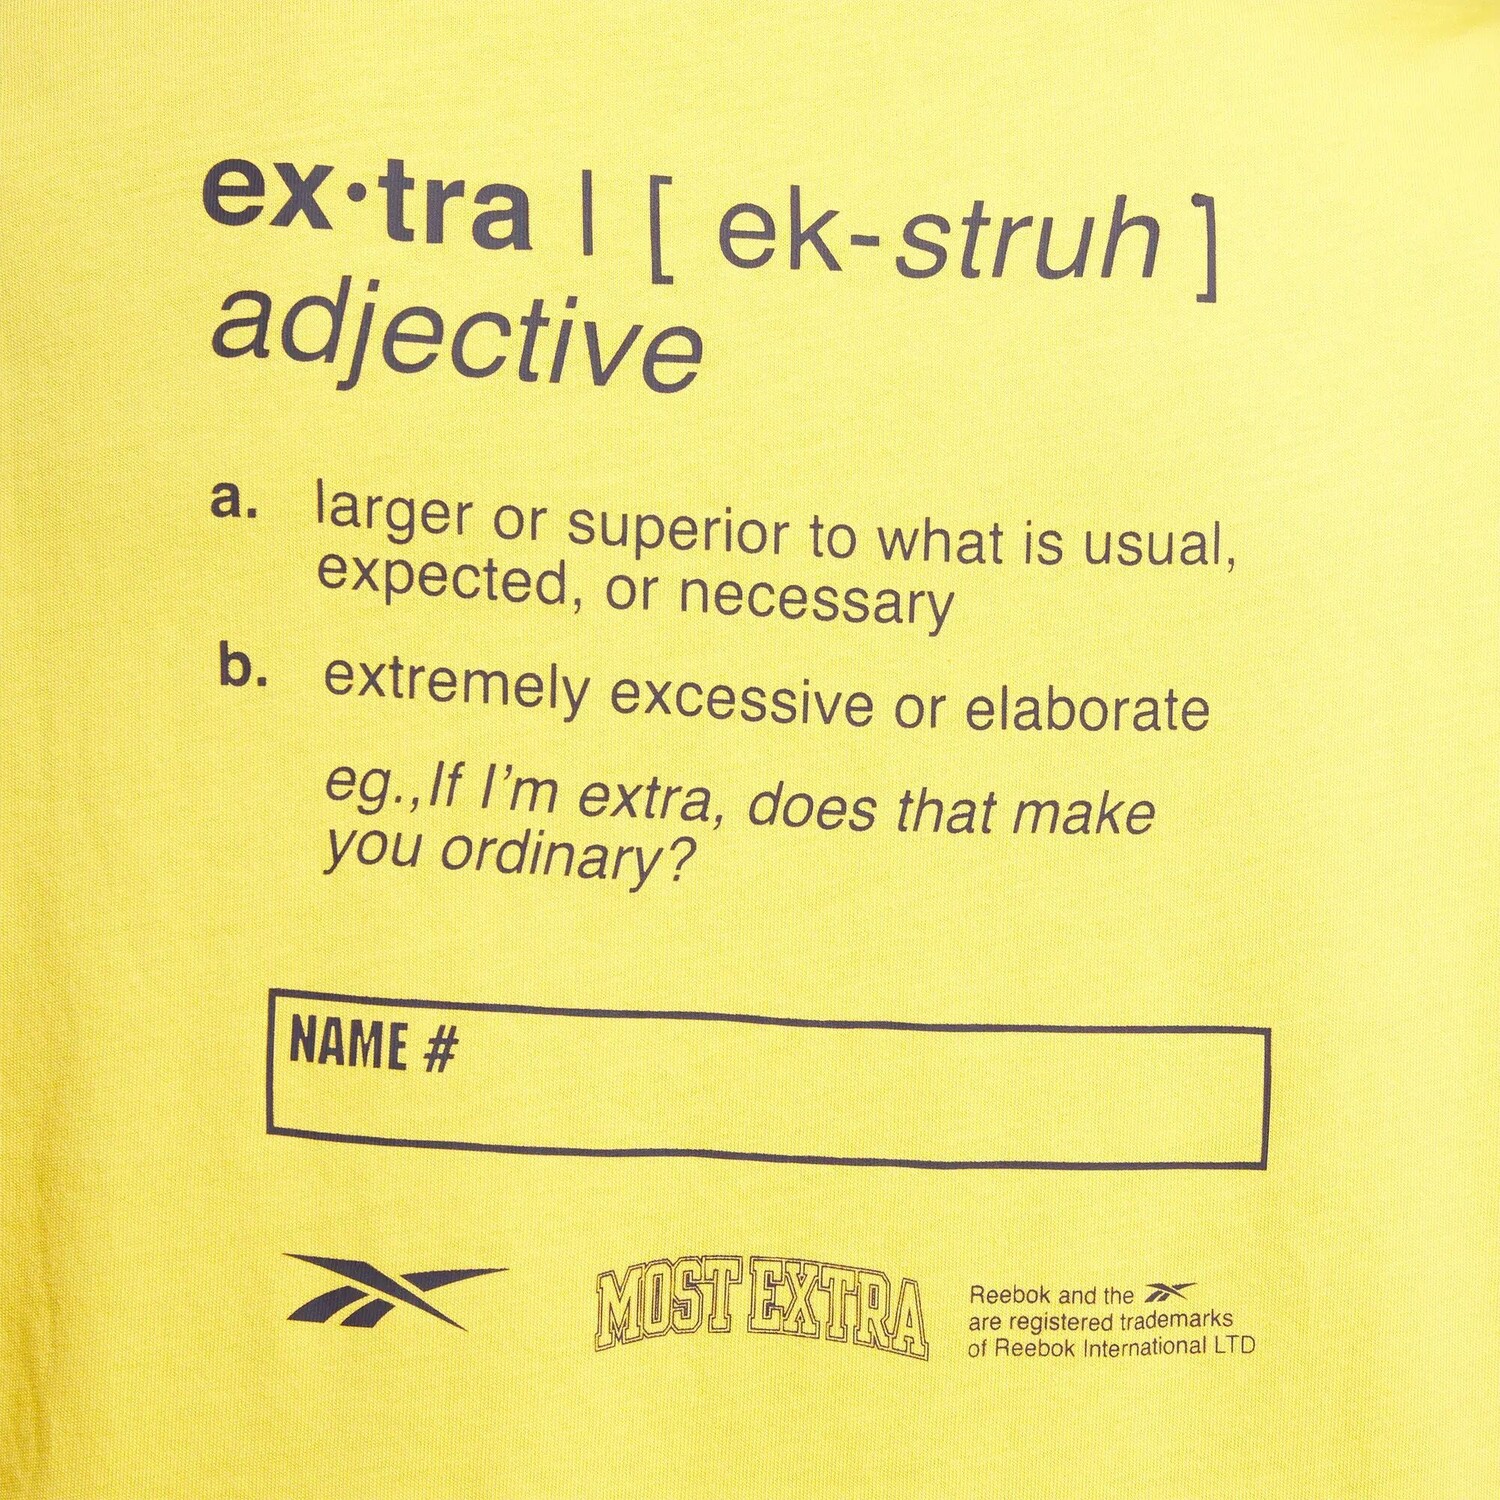 ex·tra | [ ek-struh ]
adjective
a. larger or superior to what is usual,
expected, or necessary
b. extremely excessive or elaborate
eg.,If I'm extra, does that make
you ordinary?
NAME #
MOST EXTRA
Reebok and the
are registered trademarks
of Reebok International LTD